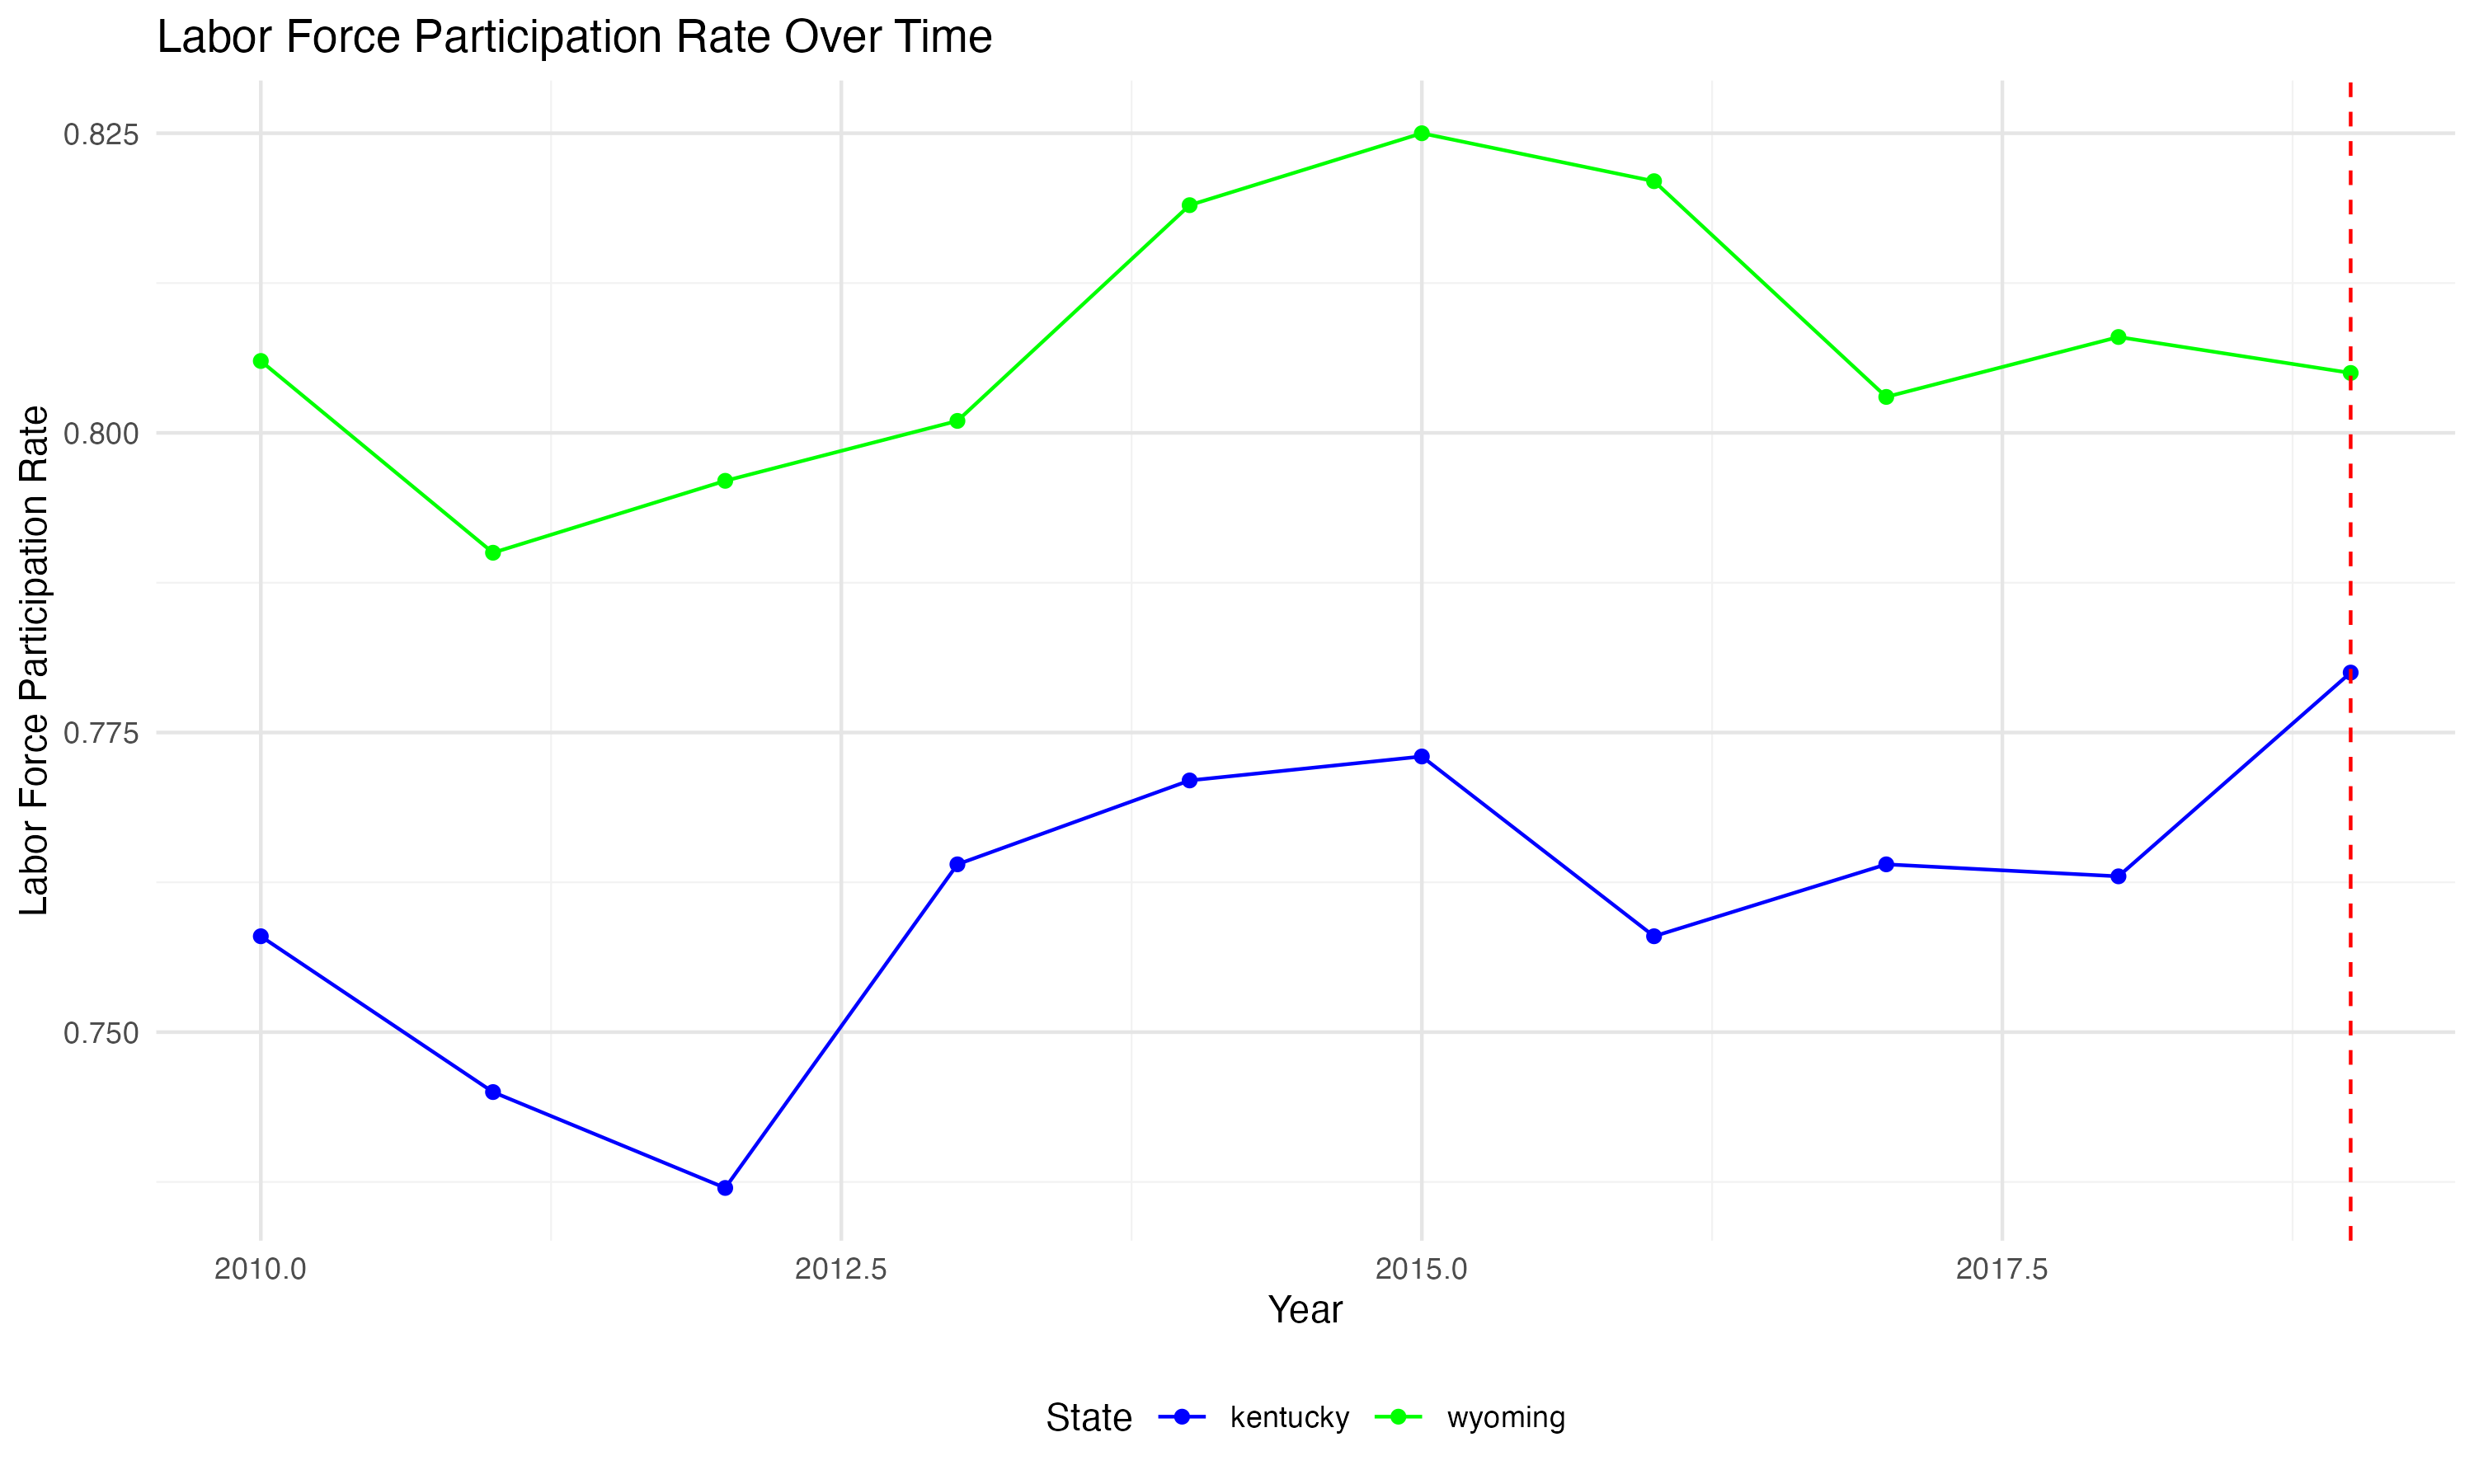 Labor Force Participation Rate Over Time
Labor Force Participation Rate
0.825
0.800
0.775
0.750
2010.0 2012.5 2015.0 2017.5
Year
State kentucky wyoming